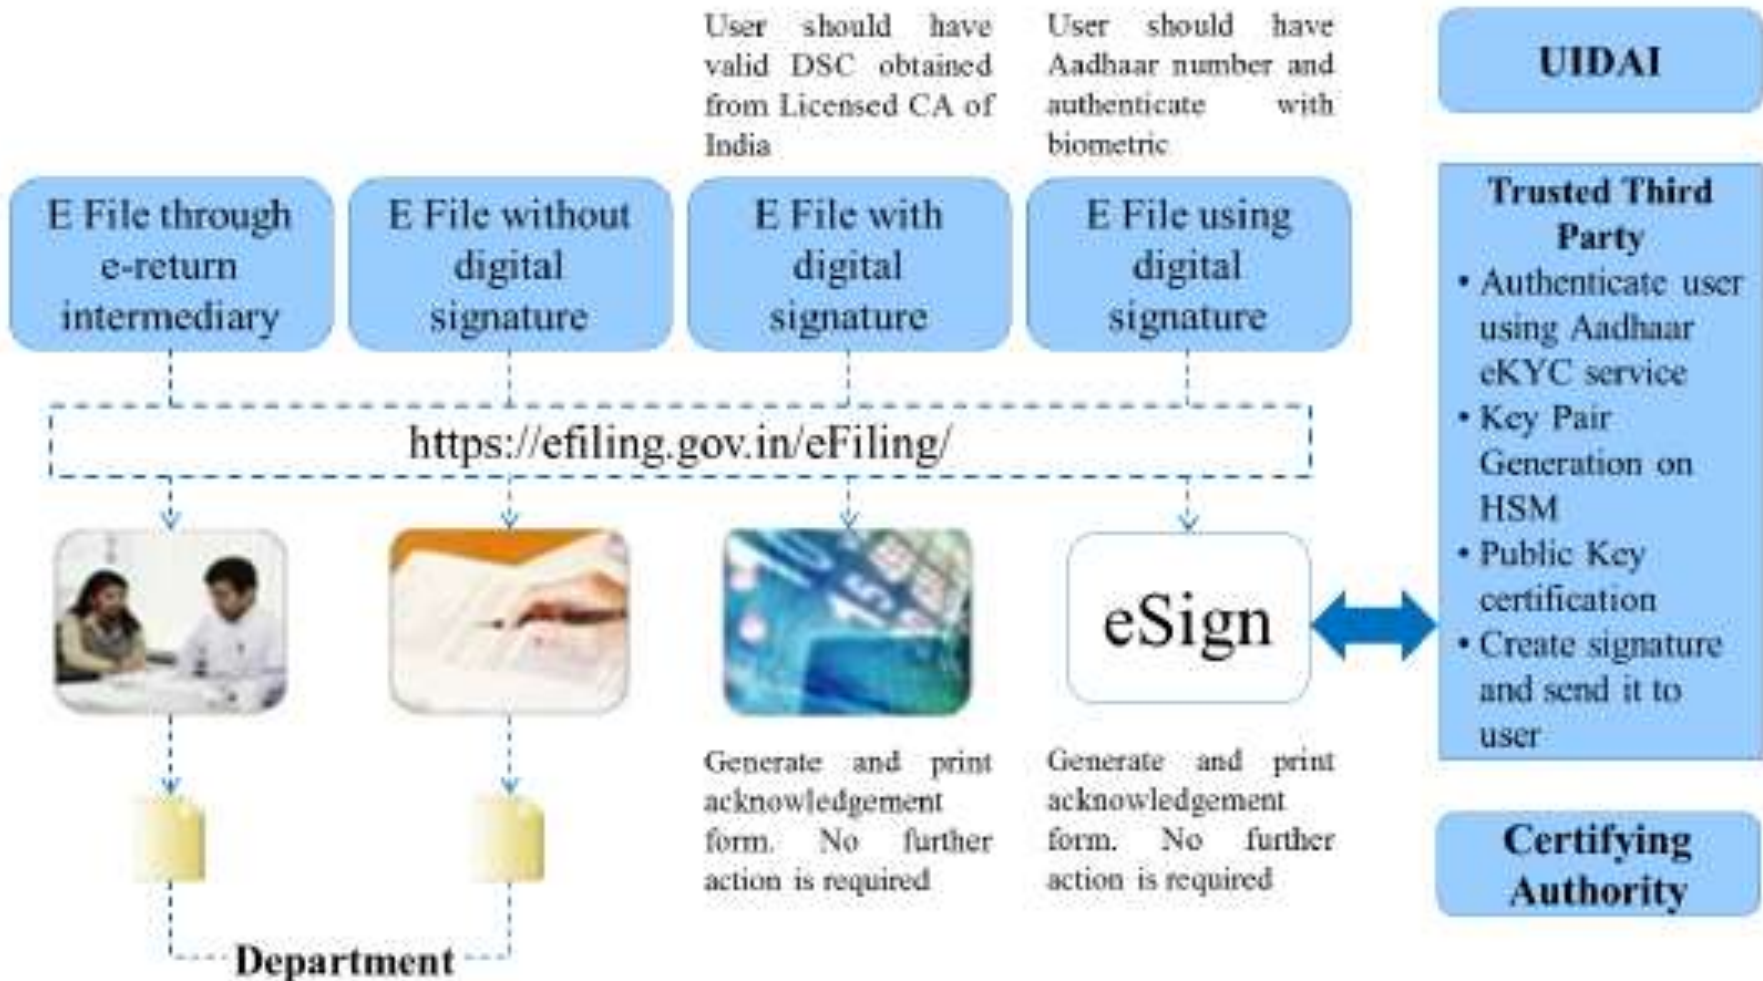 User should have
valid DSC obtained
from Licensed CA of
India
User should have
Aadhaar number and
authenticate with
biometric
UIDAI
E File through
e-return
intermediary
E File without
digital
signature
E File with
digital
signature
E File using
digital
signature
Trusted Third
Party
• Authenticate user
using Aadhaar
eKYC service
• Key Pair
Generation on
HSM
• Public Key
certification
• Create signature
and send it to
user
https://efiling.gov.in/eFiling/
eSign
Generate and print
acknowledgement
form. No further
action is required
Generate and print
acknowledgement
form. No further
action is required
Certifying
Authority
Department